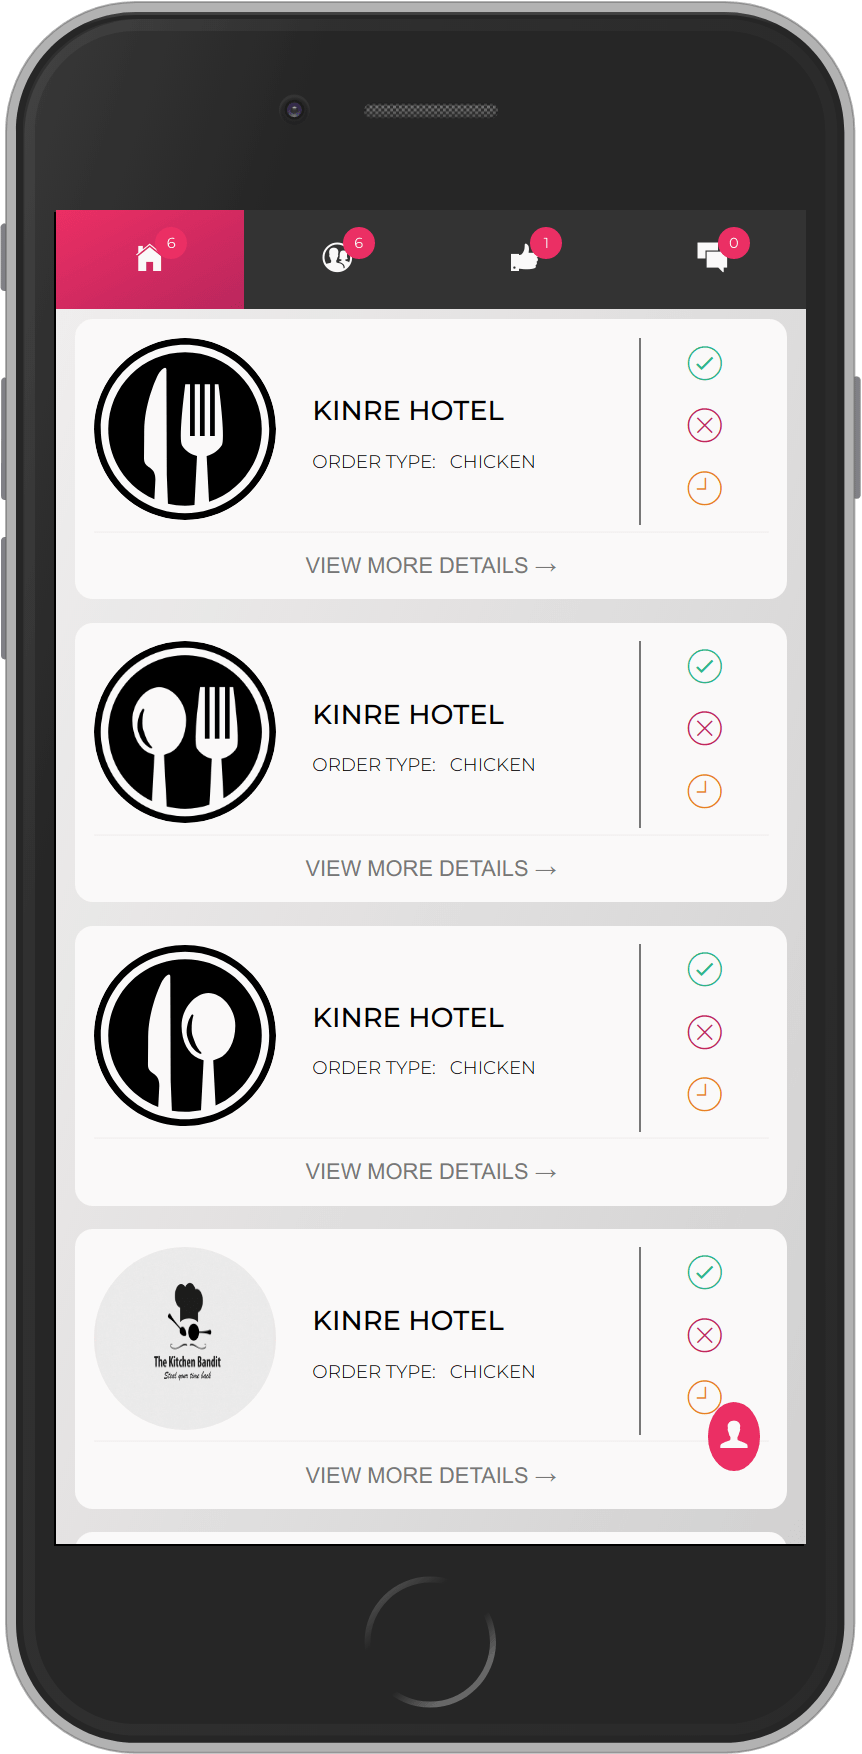 6
6
1
0
KINRE HOTEL
ORDER TYPE: CHICKEN
VIEW MORE DETAILS →
KINRE HOTEL
ORDER TYPE: CHICKEN
VIEW MORE DETAILS →
KINRE HOTEL
ORDER TYPE: CHICKEN
VIEW MORE DETAILS →
The Kitchen Bandit
Steal your time back
KINRE HOTEL
ORDER TYPE: CHICKEN
VIEW MORE DETAILS →